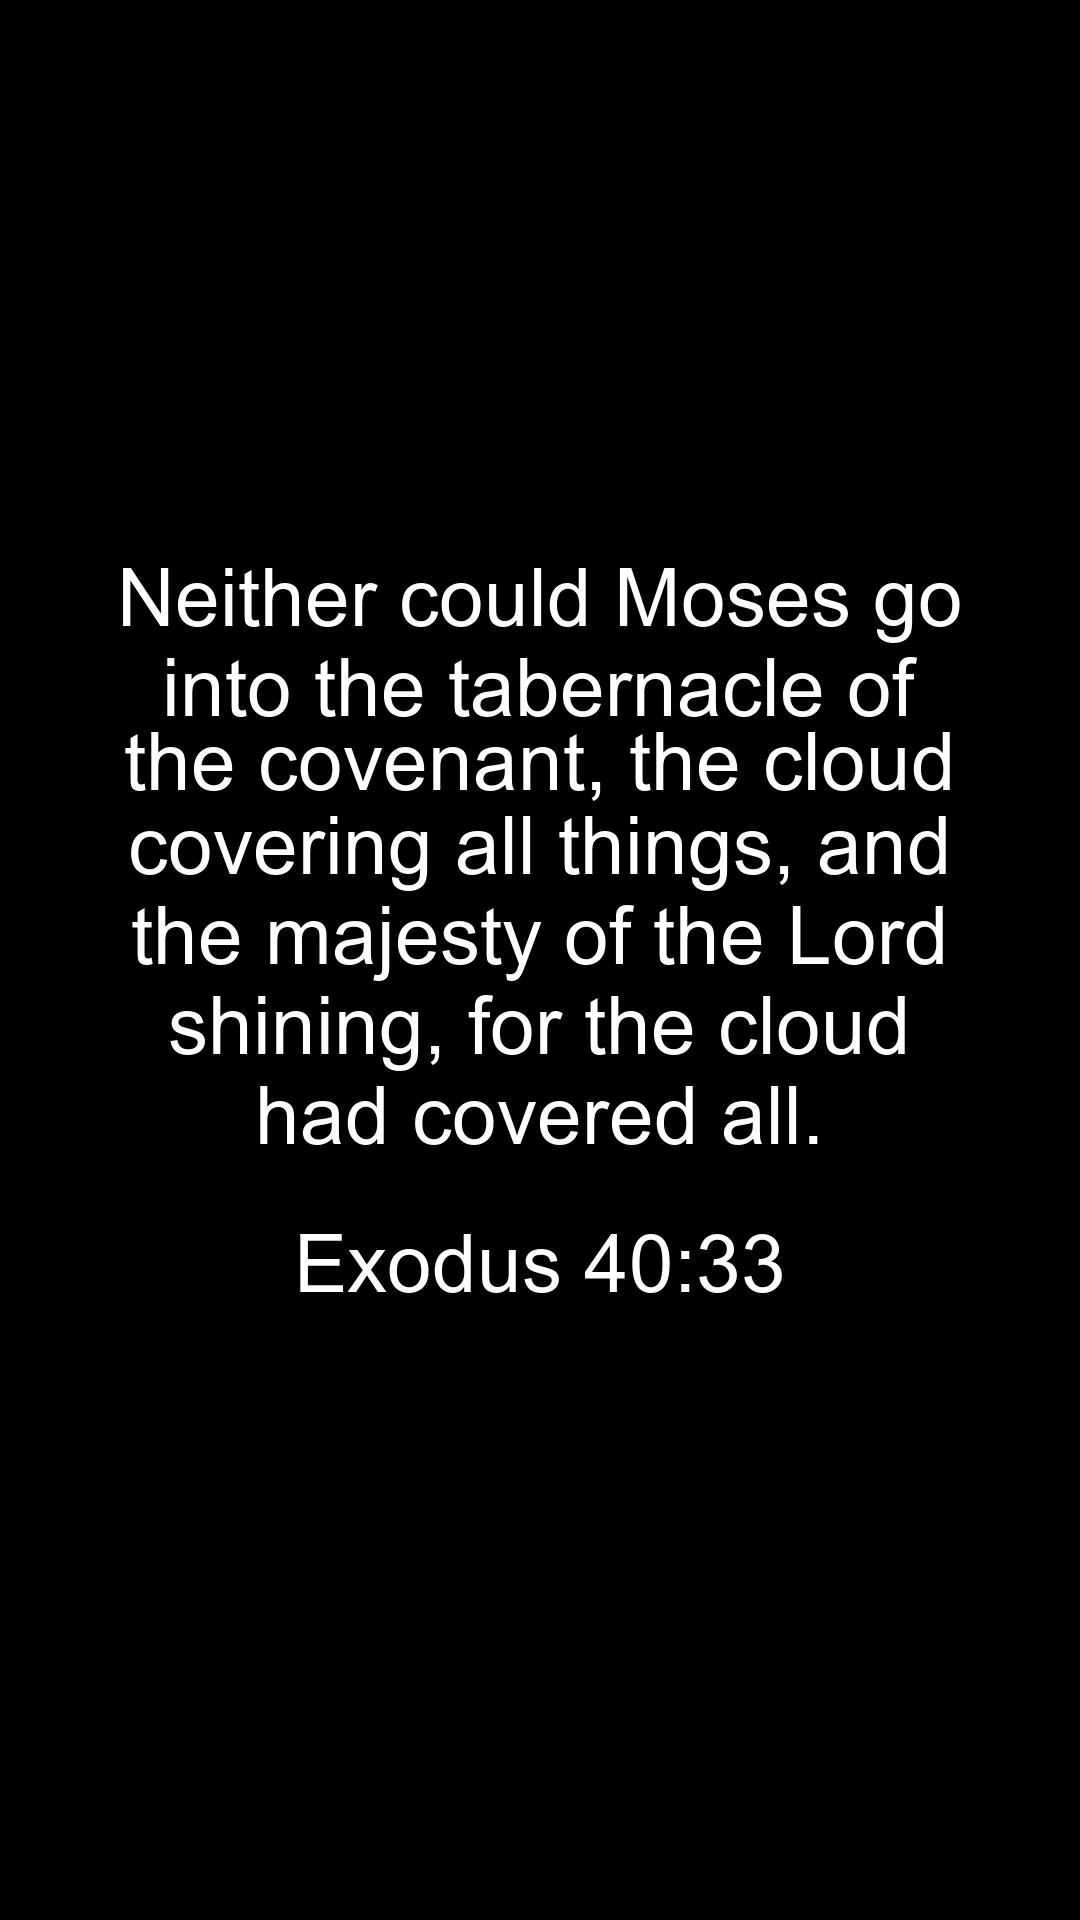 Neither could Moses go
into the tabernacle of
the covenant, the cloud
covering all things, and
the majesty of the Lord
shining, for the cloud
had covered all.
Exodus 40:33